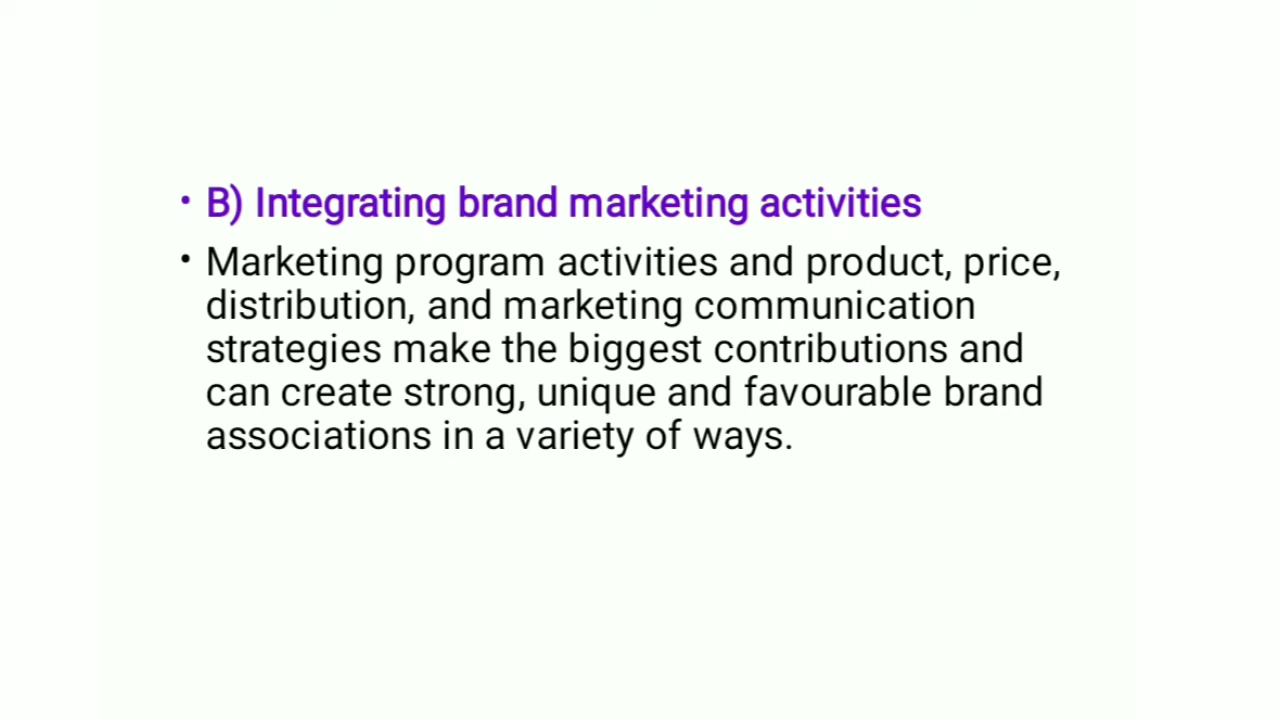 • B) Integrating brand marketing activities
• Marketing program activities and product, price,
distribution, and marketing communication
strategies make the biggest contributions and
can create strong, unique and favourable brand
associations in a variety of ways.